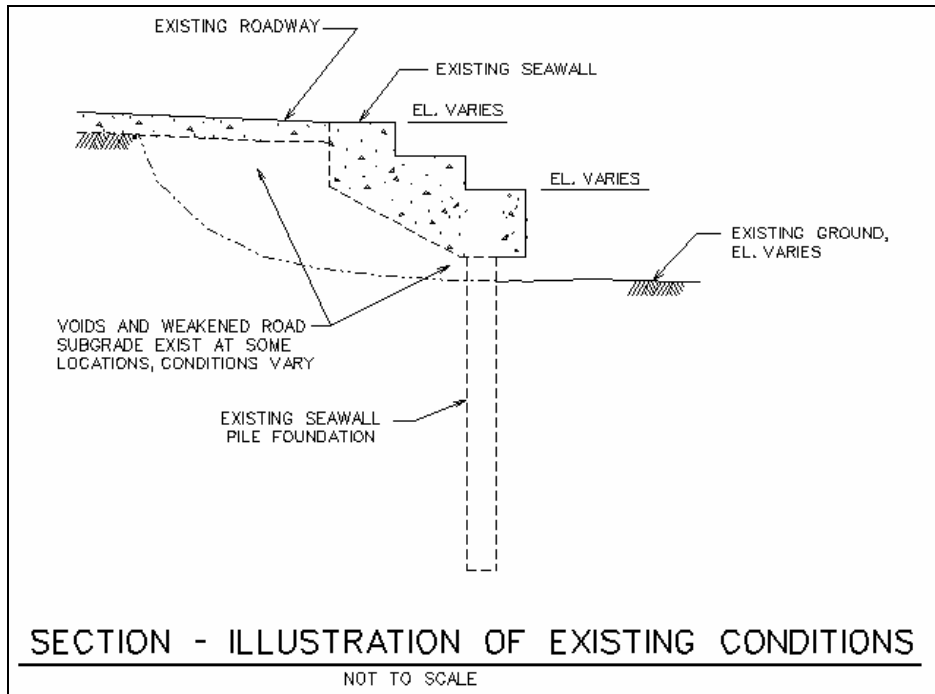 EXISTING ROADWAY
EXISTING SEAWALL
EL. VARIES
EL. VARIES
EXISTING GROUND,
EL. VARIES
VOIDS AND WEAKENED ROAD
SUBGRADE EXIST AT SOME
LOCATIONS, CONDITIONS VARY
EXISTING SEAWALL
PILE FOUNDATION
SECTION - ILLUSTRATION OF EXISTING CONDITIONS
NOT TO SCALE